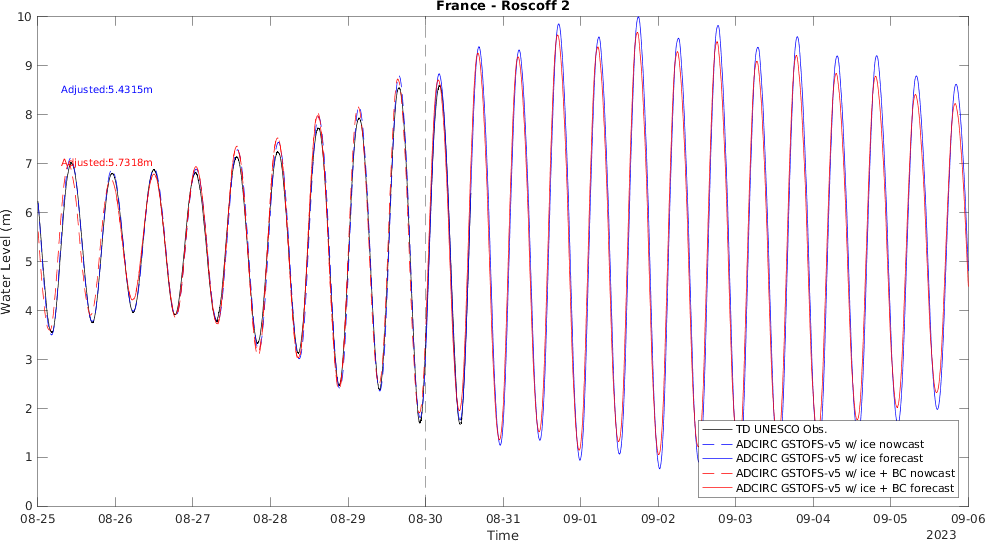 France - Roscoff 2
10
9
8
7
6
5
4
3
2
1
0
Adjusted:5.4315m
Adjusted:5.7318m
Water Level (m)
TD UNESCO Obs.
ADCIRC GSTOFS-v5 w/ ice nowcast
ADCIRC GSTOFS-v5 w/ ice forecast
ADCIRC GSTOFS-v5 w/ ice + BC nowcast
ADCIRC GSTOFS-v5 w/ ice + BC forecast
08-25 08-26 08-27 08-28 08-29 08-30 08-31 09-01 09-02 09-03 09-04 09-05 09-06
Time
2023